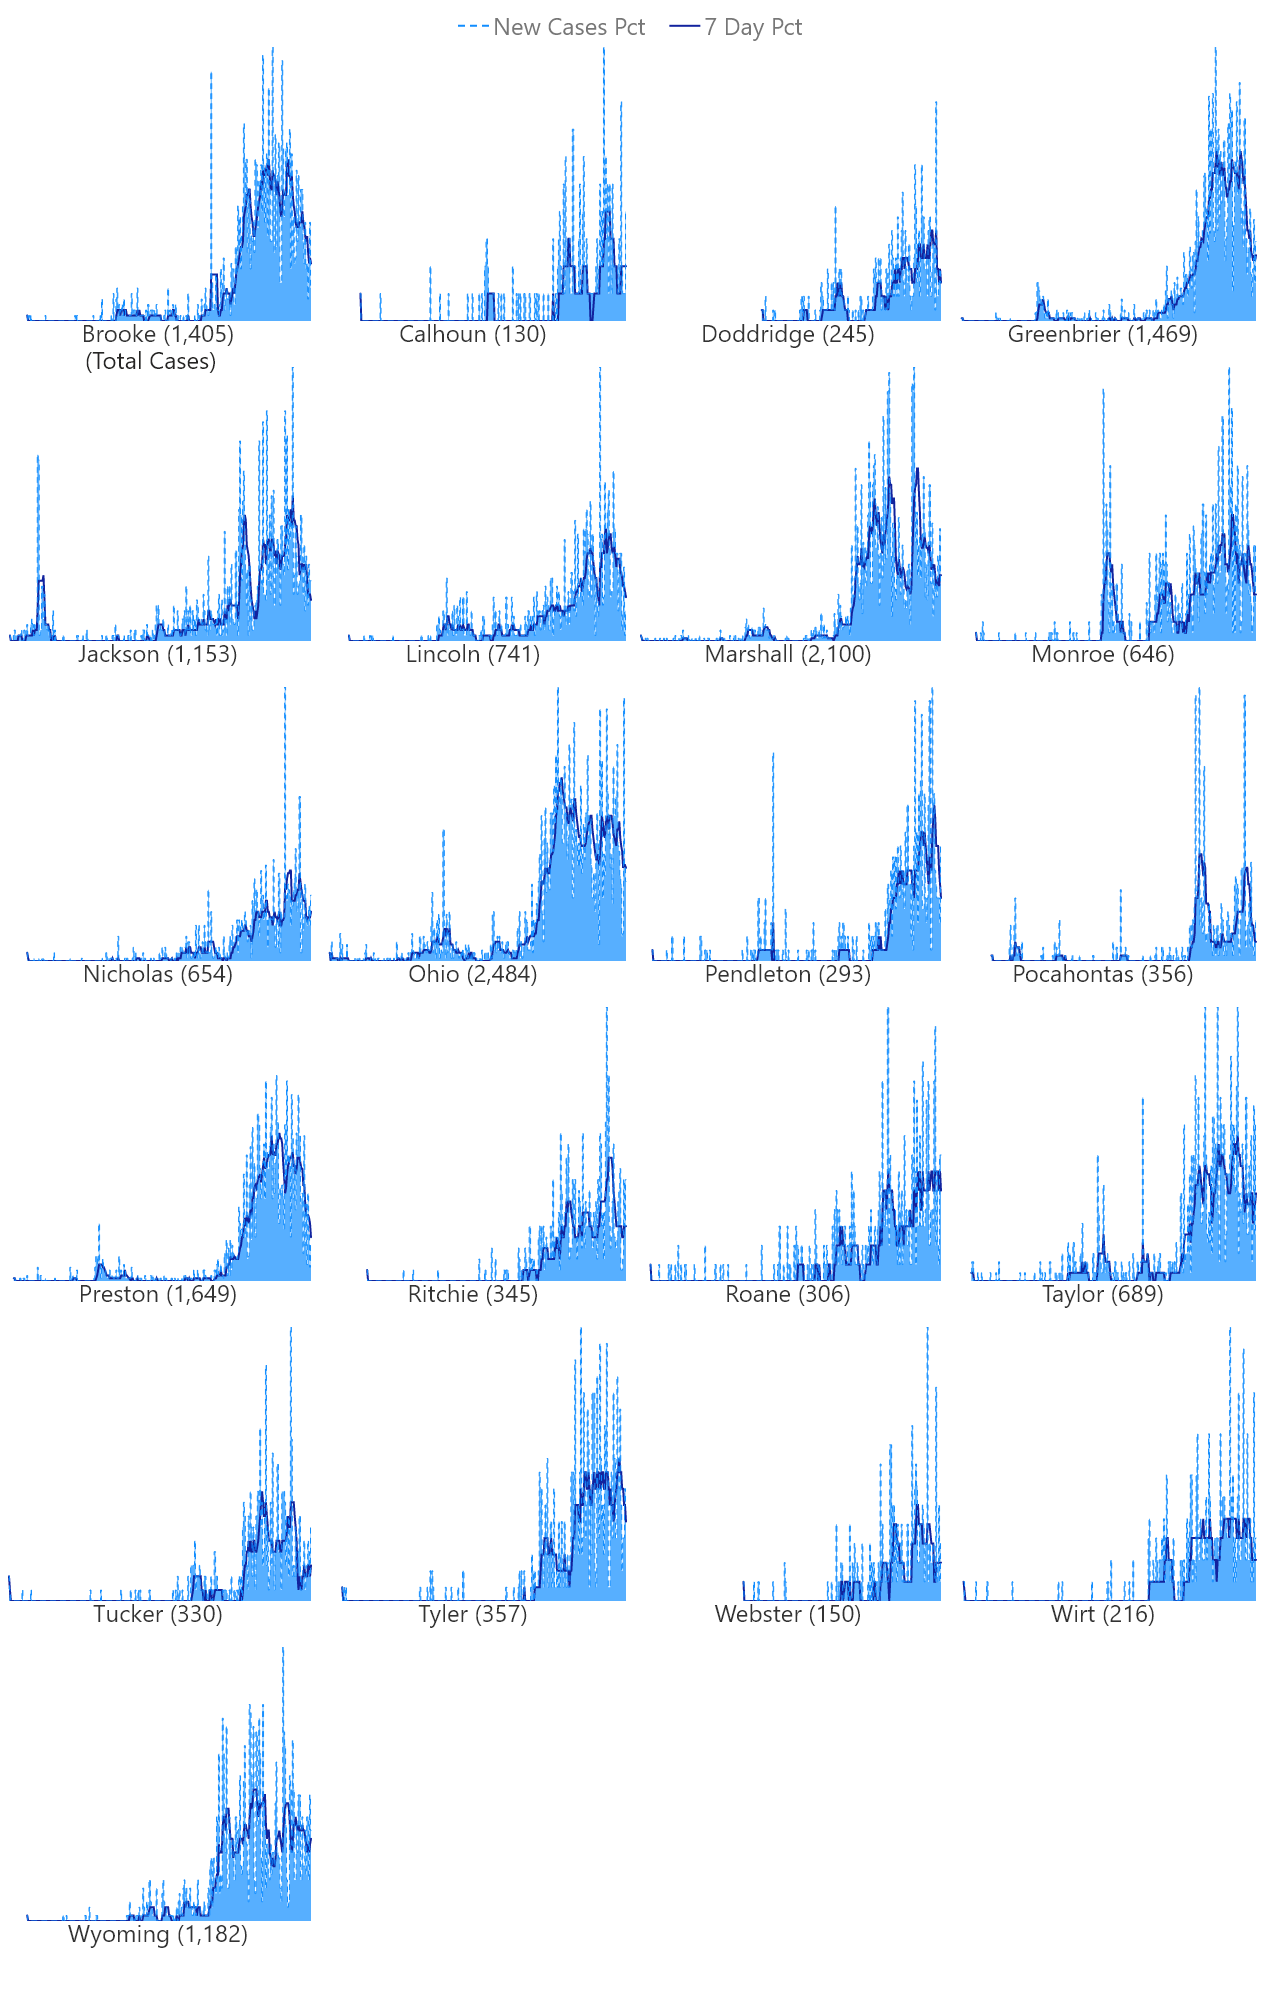 New Cases Pct 7 Day Pct
Brooke (1,405) Calhoun (130) Doddridge (245) Greenbrier (1,469)
(Total Cases)
Jackson (1,153) Lincoln (741) Marshall (2,100) Monroe (646)
Nicholas (654) Ohio (2,484) Pendleton (293) Pocahontas (356)
Preston (1,649) Ritchie (345) Roane (306) Taylor (689)
Tucker (330) Tyler (357) Webster (150) Wirt (216)
Wyoming (1,182)